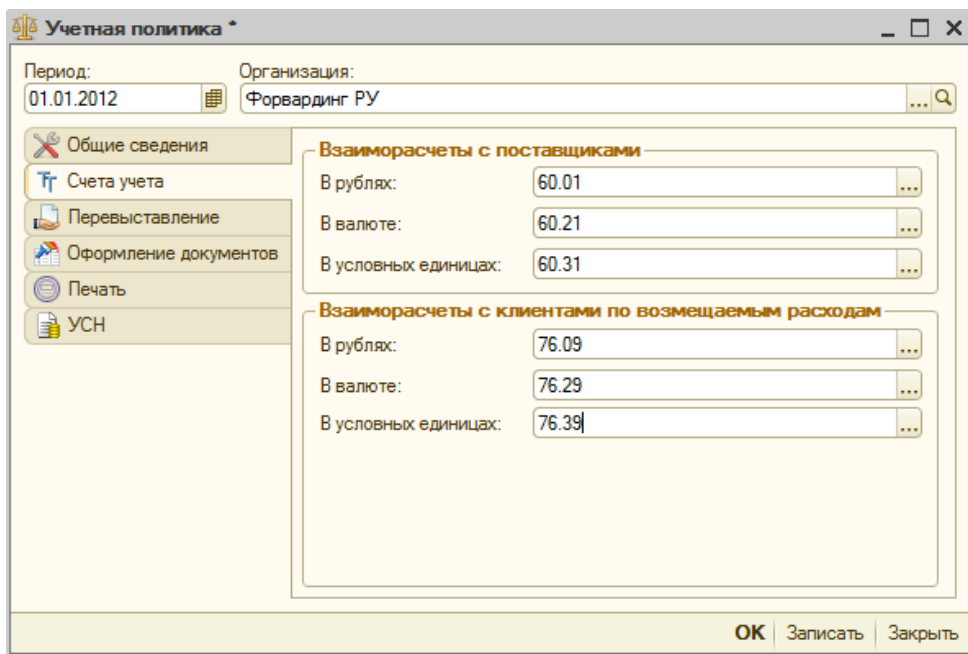 Учетная политика *
Период: Организация:
01.01.2012 Форвардинг РУ ...
Общие сведения
Счета учета
Перевыставление
Оформление документов
Печать
УСН
Взаиморасчеты с поставщиками
В рублях: 60.01 ...
В валюте: 60.21 ...
В условных единицах: 60.31 ...
Взаиморасчеты с клиентами по возмещаемым расходам
В рублях: 76.09 ...
В валюте: 76.29 ...
В условных единицах: 76.39 ...
OK Записать Закрыть